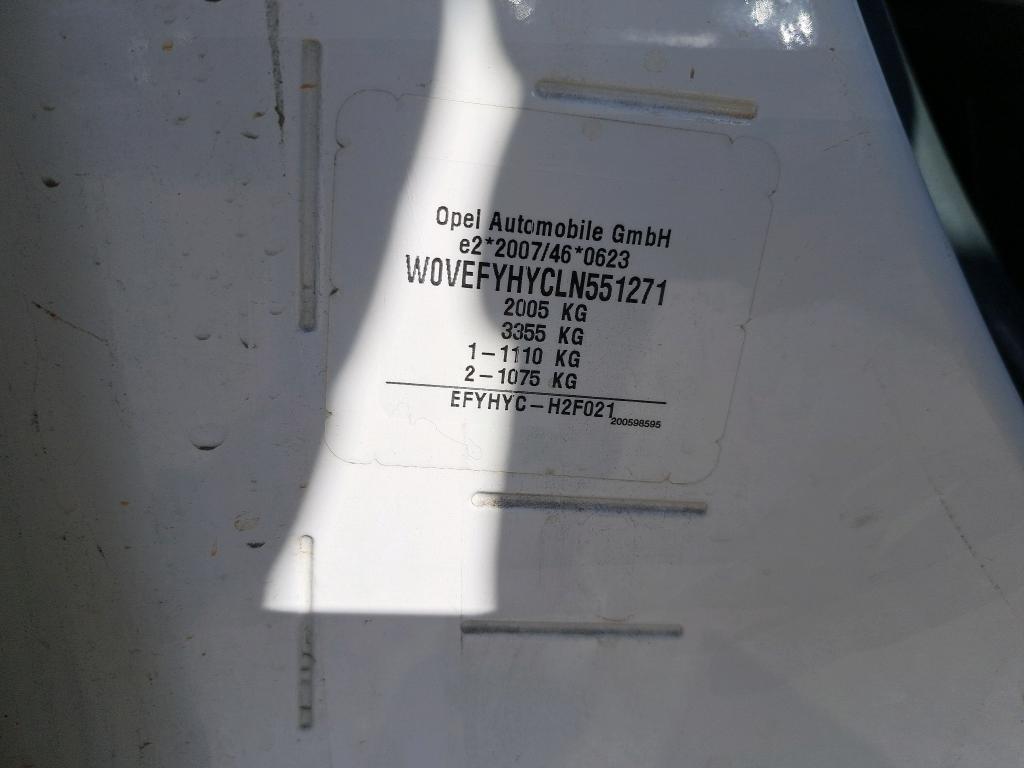 Opel Automobile GmbH
e2*2007/46*0623
W0VEFYHYCLN551271
2005 KG
3355 KG
1-1110 KG
2-1075 KG
EFYHYC-H2F021
200598595